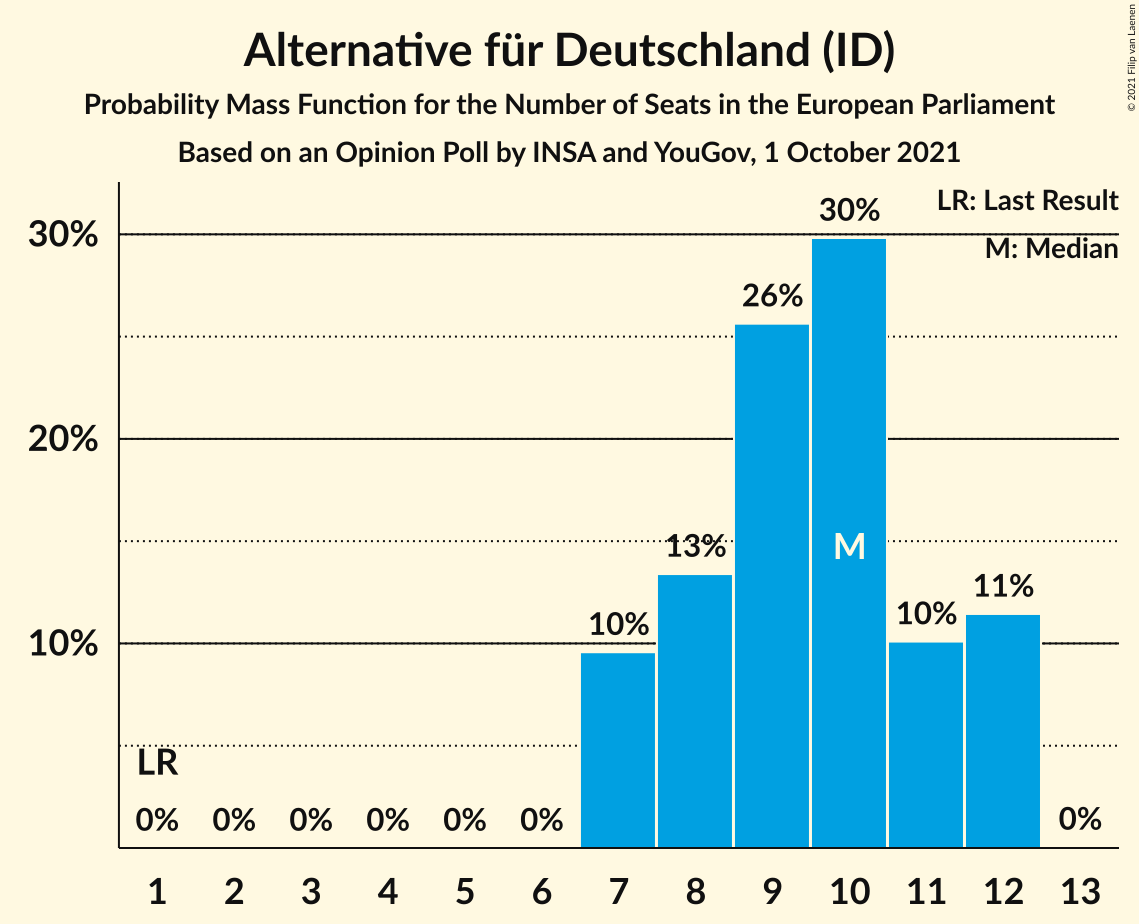 Alternative für Deutschland (ID)
Probability Mass Function for the Number of Seats in the European Parliament
Based on an Opinion Poll by INSA and YouGov, 1 October 2021
© 2021 Filip van Laenen
LR: Last Result
M: Median
30%
20%
10%
LR
0%
0%
0%
0%
0%
0%
10%
13%
26%
30%
M
10%
11%
0%
1 2 3 4 5 6 7 8 9 10 11 12 13